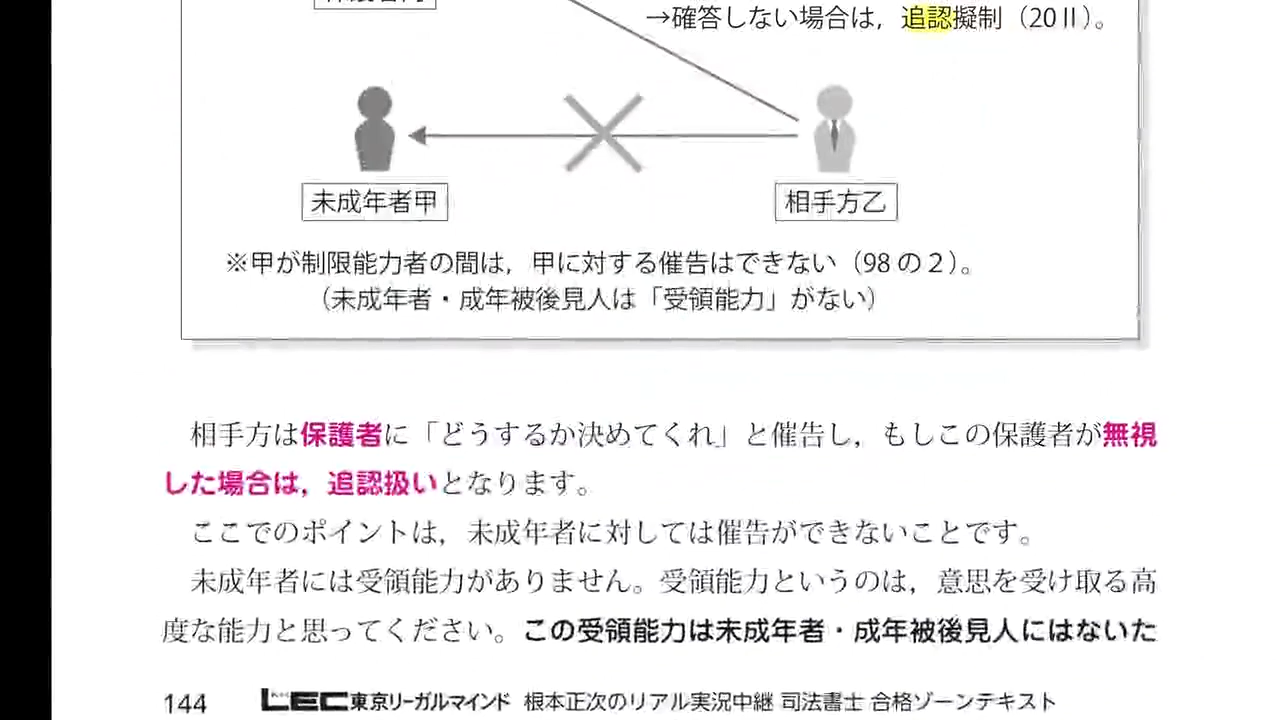 →確答しない場合は，追認擬制（20Ⅱ）。
未成年者甲
相手方乙
※甲が制限能力者の間は，甲に対する催告はできない（98の2）。
（未成年者・成年被後見人は「受領能力」がない）
相手方は保護者に「どうするか決めてくれ」と催告し，もしこの保護者が無視
した場合は，追認扱いとなります。
ここでのポイントは，未成年者に対しては催告ができないことです。
未成年者には受領能力がありません。受領能力というのは，意思を受け取る高
度な能力と思ってください。この受領能力は未成年者・成年被後見人にはないた
144 LEC東京リーガルマインド 根本正次のリアル実況中継 司法書士 合格ゾーンテキスト